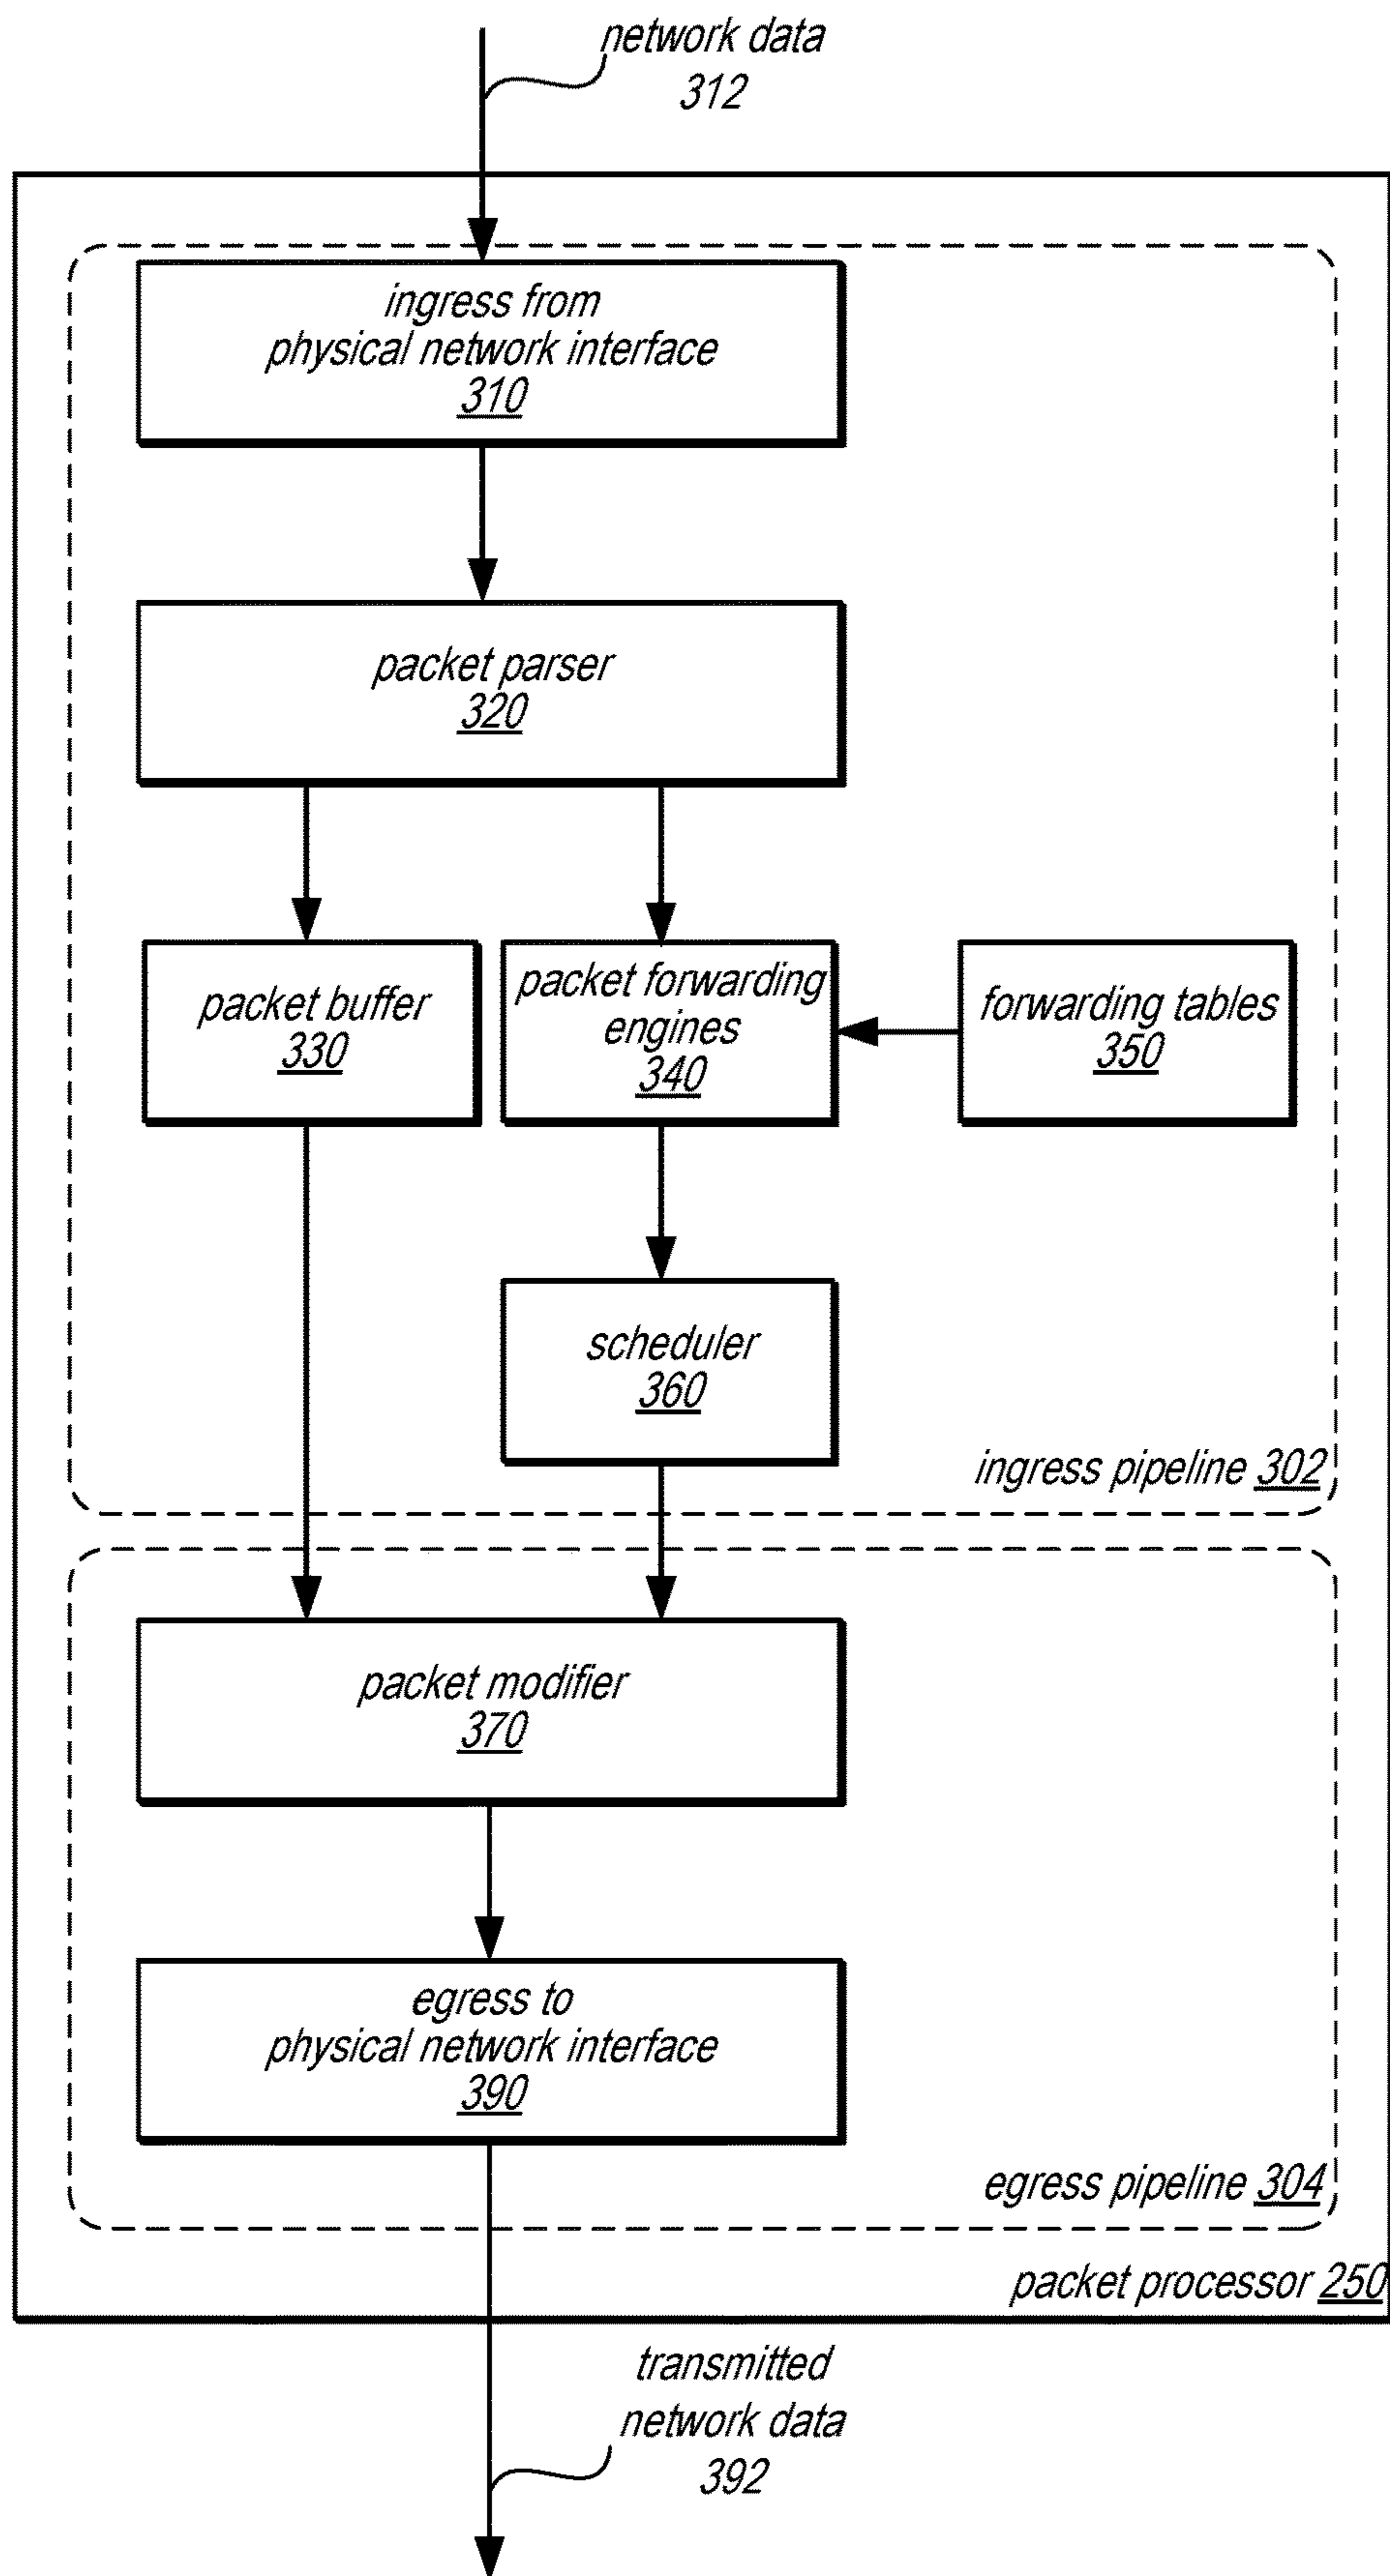 network data
312
ingress from
physical network interface
310
packet parser
320
packet buffer
330
packet forwarding
engines
340
forwarding tables
350
scheduler
360
ingress pipeline 302
packet modifier
370
egress to
physical network interface
390
egress pipeline 304
packet processor 250
transmitted
network data
392